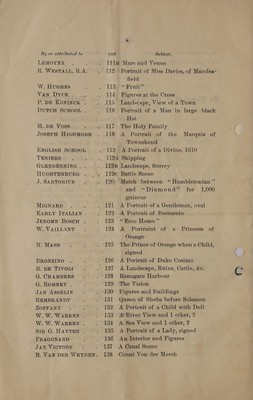 8
By or attributed to LOT Subject.
LEMOYNE . . 111B Mars and Venus
R. WESTALL, R.A. . 112 Portrait of Miss Davies, of Macclesfield
W. HUGHES . . 113 "Fruit"
VAN DYCK . . 114 Figures at the Cross
P. DE KONINCK . 115 Landscape, View of a Town
DUTCH SCHOOL . 116 Portrait of a Man in large black
Hat
M. DE VOSS . . 117 The Holy Family
JOSEPH HIGHMORE . 118 A Portrait of the Marquis of
Townshend
ENGLISH SCHOOL . 119 A Portrait of a Divine, 1610
TENIERS . . 119A Shipping
GLENDENNING . . 119B Landscape, Surrey
HUGHTENBURG . 119C Battle Scene
J. SARTORIUS . . 120 Match between "Hambletonian"
and "Diamond" for 1,000
guineas
MIGNARD . . 121 A Portrait of a Gentleman, oval
EARLY ITALIAN . 122 A Portrait of Boccaccio
JEROME BOSCH . 123 "Ecce Homo"
W. VAILLANT . 124 A Portraint of a Princess of
Orange
N. MAES . . 125 The Prince of Orange when a Child,
signed
BRONZINO . . 126 A Portrait of Duke Cosimo
R. DE TIVOLI . 127 A Landscape, Ruins, Cattle, &c.
G. CHAMBERS . 128 Ramsgate Harbour
G. ROMNEY . . 129 The Vision
JAN ASSELIN . 130 Figures and Buildings
REMBRANDT . 131 Queen of Sheba before Solomon
ZOFFANY . . 132 A Portrait of a Child with Doll
W. W. WARREN . 133 A River View and 1 other, 2
W. W. WARREN . 134 A Sea View and 1 other, 2
SIR G. HAYTER . 135 Portrait of a Lady, signed
FRAGONARD . 136 An Interior and Figures
JAN VICTORS . 137 A Canal Scene
R. VAN DER WEYDEN. 138 Count Von der Merck